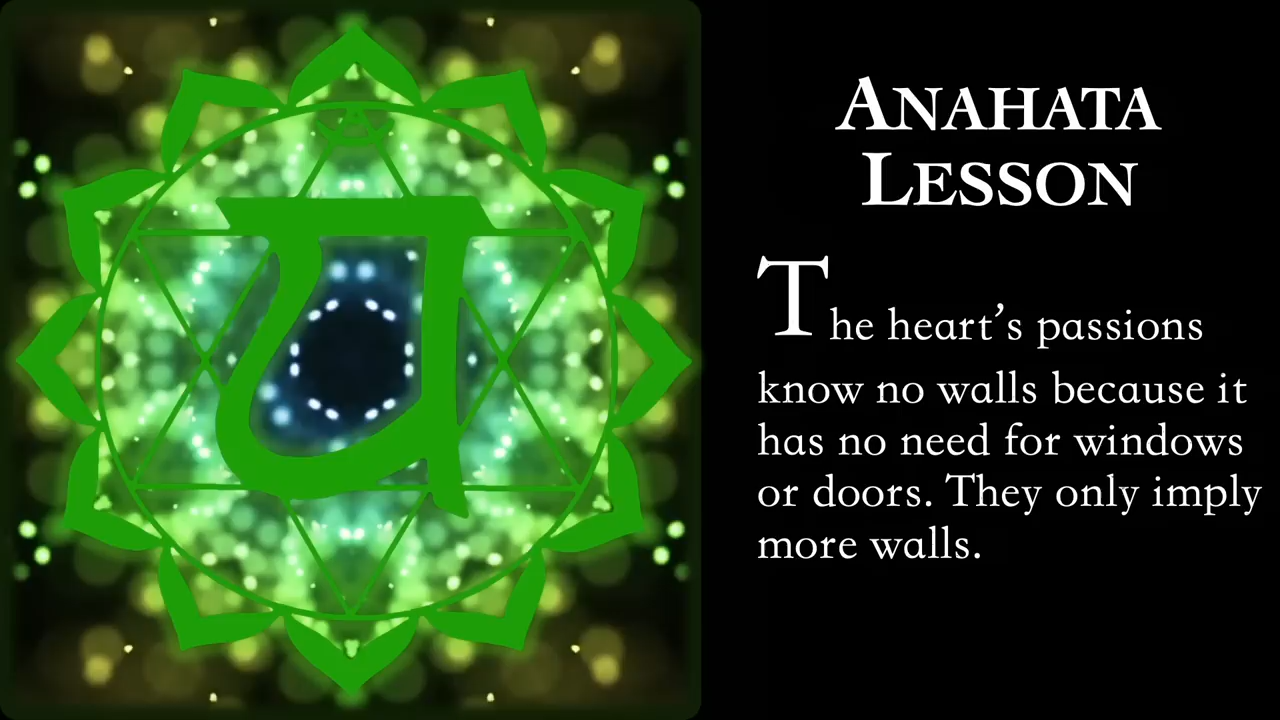 य
ANAHATA
LESSON
The heart’s passions
know no walls because it
has no need for windows
or doors. They only imply
more walls.